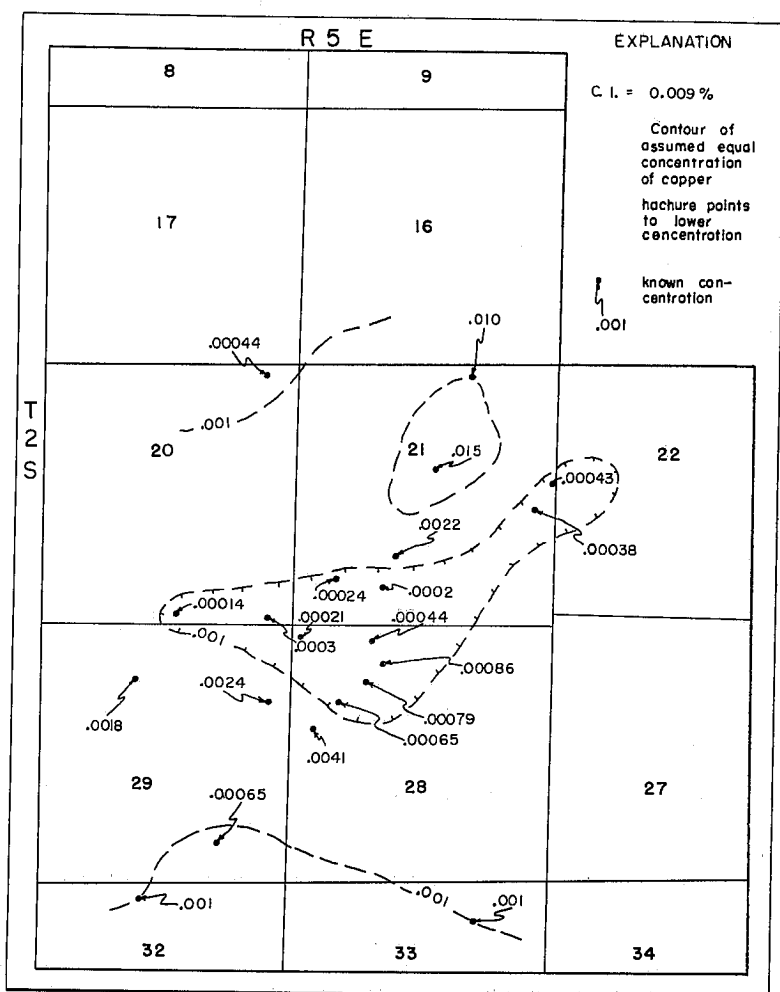 R 5 E
EXPLANATION
8
9
C. I. = 0.009 %
Contour of
assumed equal
concentration
of copper
hachure points
to lower
concentration
17
16
known con-
centration
.001
.010
.00044
T
2
S
.001
20
21
.015
22
.00043
.0022
.00038
.00024
.0002
.00014
.00021
.00044
.001
.0003
.00086
.0024
.0018
.00079
.00065
.0041
29
28
27
.00065
.001
.001
.001
32
33
34